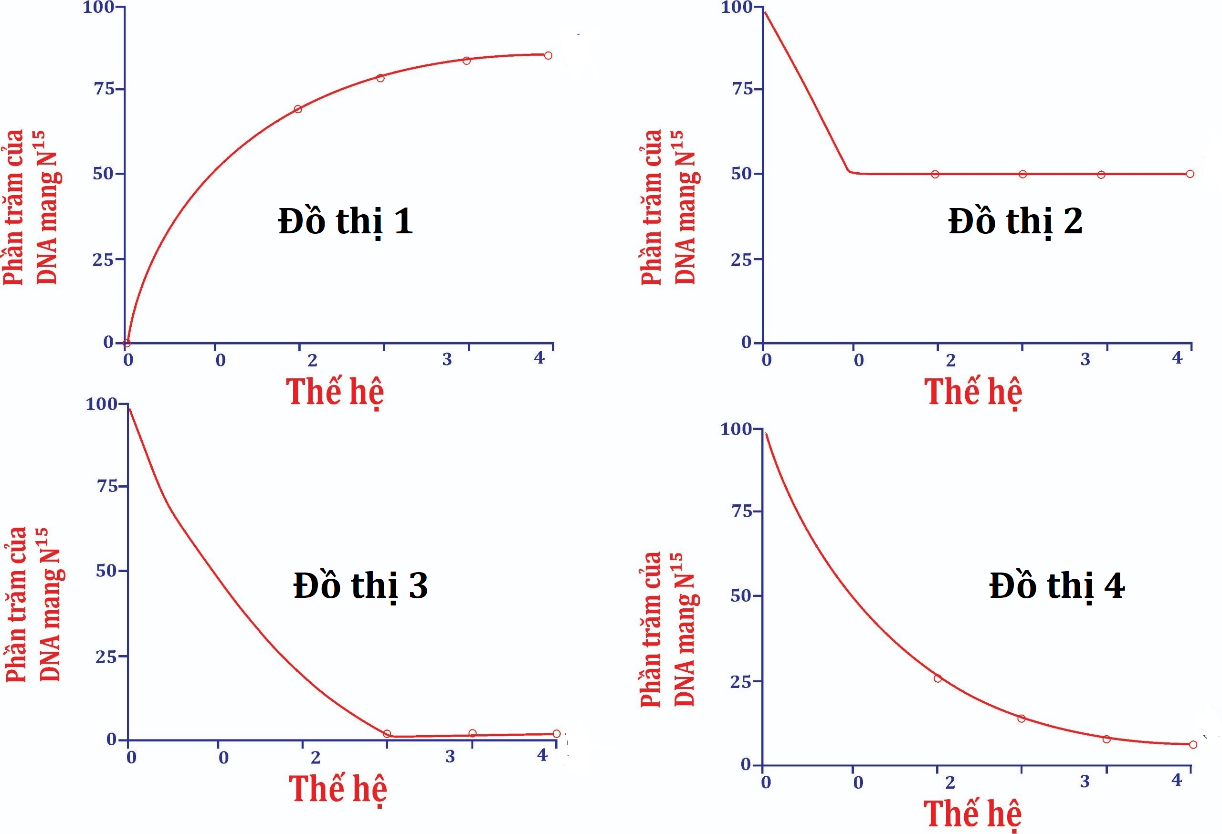 100
75
50
25
0
Phần trăm của
DNA mang N¹⁵
Đồ thị 1
0 0 2 3 4
Thế hệ
100
75
50
25
0
Phần trăm của
DNA mang N¹⁵
Đồ thị 2
0 0 2 3 4
Thế hệ
100
75
50
25
0
Phần trăm của
DNA mang N¹⁵
Đồ thị 3
0 0 2 3 4
Thế hệ
100
75
50
25
0
Phần trăm của
DNA mang N¹⁵
Đồ thị 4
0 0 2 3 4
Thế hệ